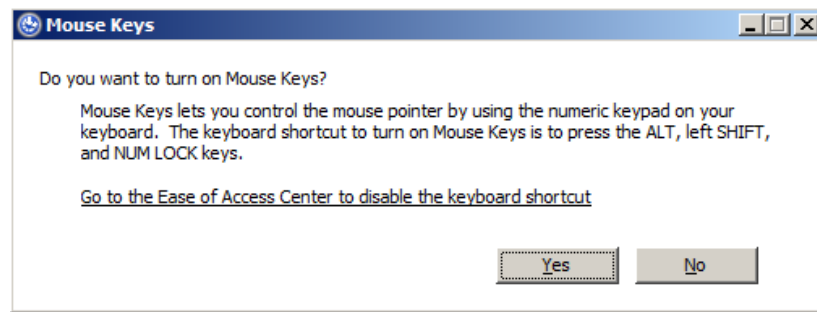 Mouse Keys
Do you want to turn on Mouse Keys?
Mouse Keys lets you control the mouse pointer by using the numeric keypad on your
keyboard.  The keyboard shortcut to turn on Mouse Keys is to press the ALT, left SHIFT,
and NUM LOCK keys.
Go to the Ease of Access Center to disable the keyboard shortcut
Yes No